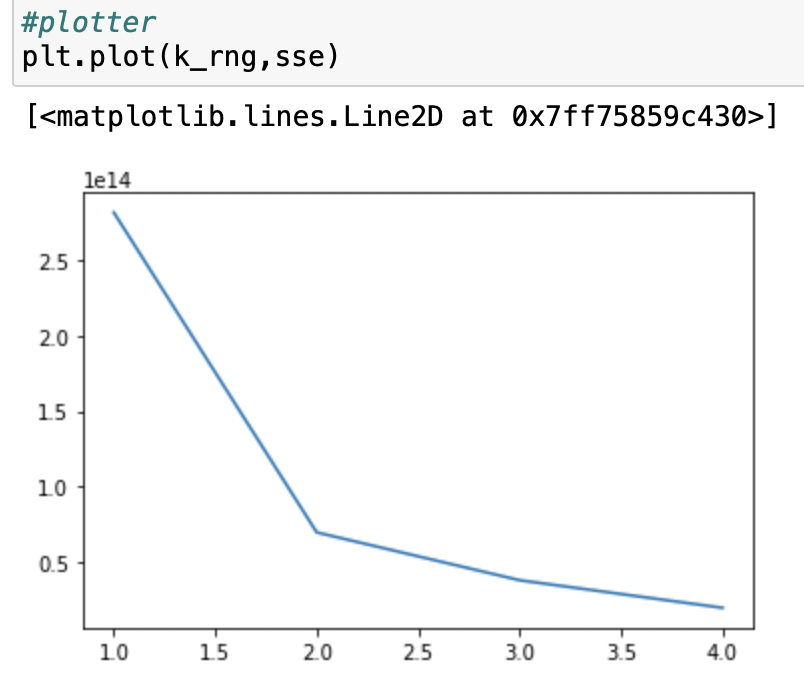 #plotter
plt.plot(k_rng,sse)
[<matplotlib.lines.Line2D at 0x7ff75859c430>]
1e14
2.5
2.0
1.5
1.0
0.5
1.0 1.5 2.0 2.5 3.0 3.5 4.0